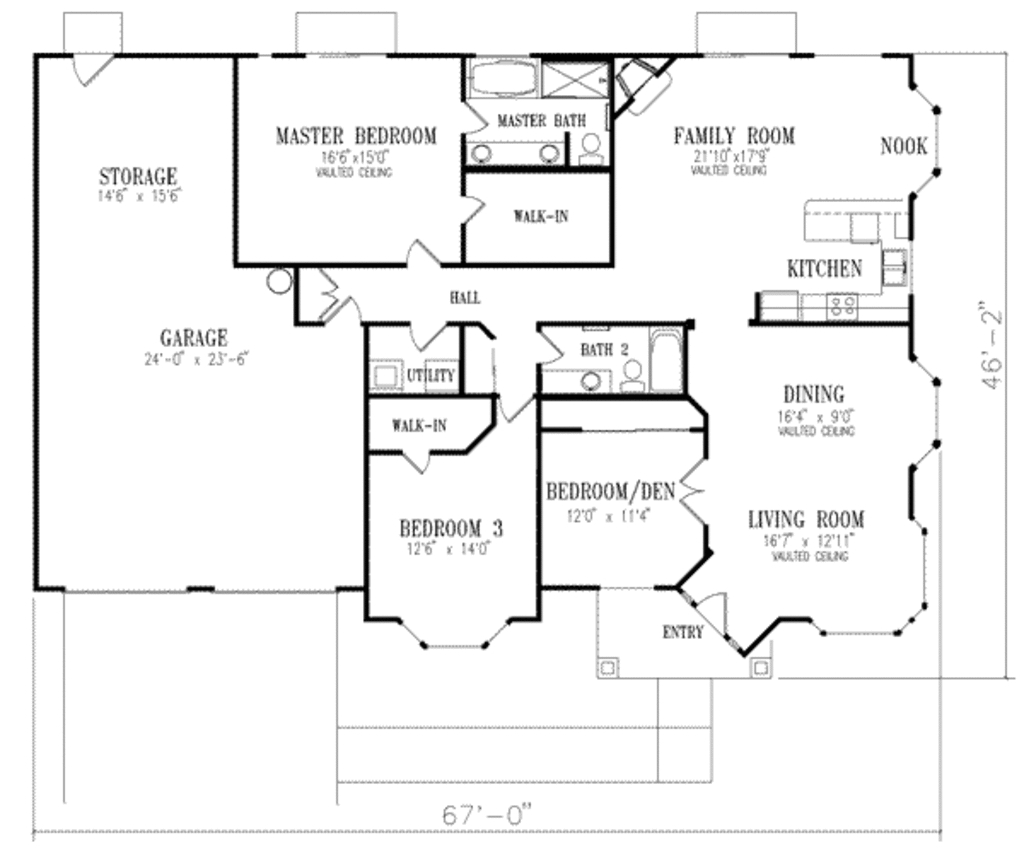 MASTER BEDROOM
16'6" x 15'0"
VAULTED CEILING
MASTER BATH
FAMILY ROOM
21'10" x 17'9"
VAULTED CEILING
NOOK
STORAGE
14'6" x 15'6"
WALK-IN
KITCHEN
HALL
GARAGE
24'-0" x 23'-6"
UTILITY
BATH 2
46'-2"
WALK-IN
DINING
16'4" x 9'0"
VAULTED CEILING
BEDROOM/DEN
12'0" x 11'4"
BEDROOM 3
12'6" x 14'0"
LIVING ROOM
16'7" x 12'11"
VAULTED CEILING
ENTRY
67'-0"